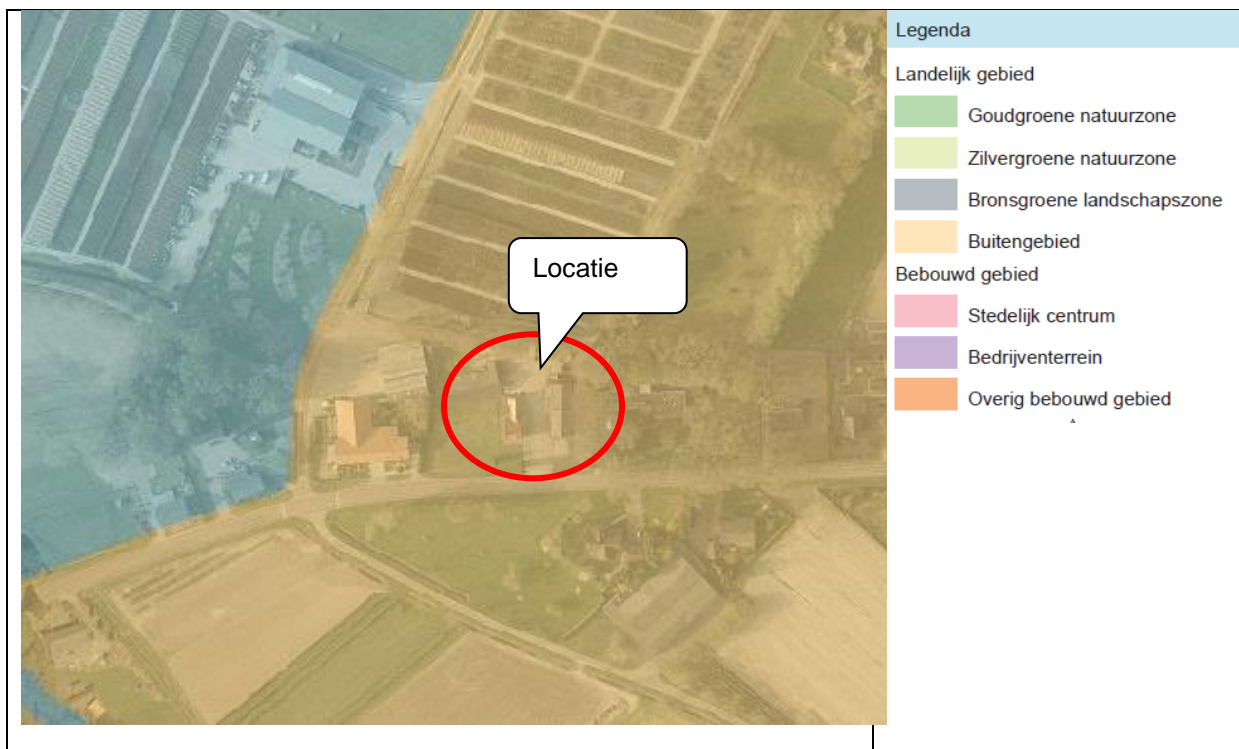 Locatie
Legenda
Landelijk gebied
Goudgroene natuurzone
Zilvergroene natuurzone
Bronsgroene landschapszone
Buitengebied
Bebouwd gebied
Stedelijk centrum
Bedrijventerrein
Overig bebouwd gebied